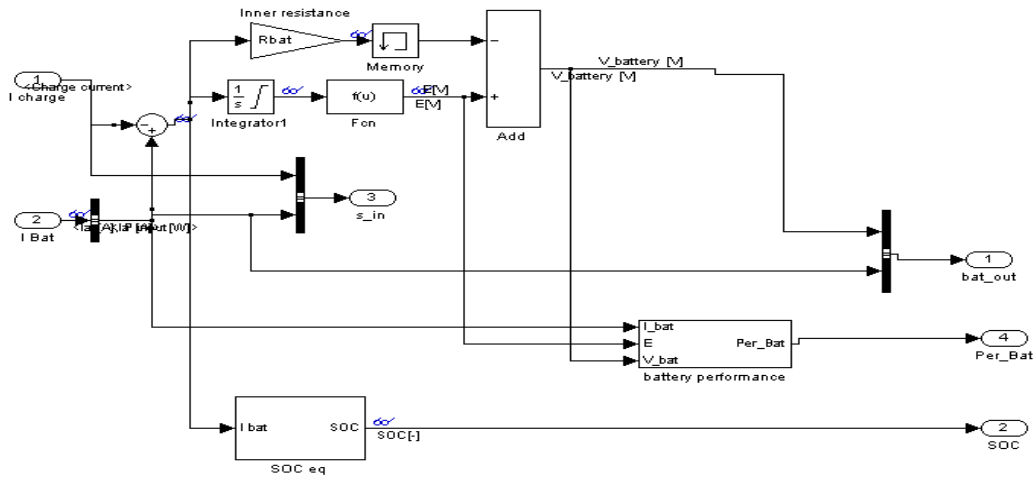 Inner resistance
Rbat
Memory
1
<Charge current>
I charge
1
s
Integrator1
f(u)
Fcn
E[V]
E[V]
−
+
Add
V_battery [V]
V_battery [V]
−
+
3
s_in
2
I Bat
1
bat_out
I_bat
E
V_bat
Per_Bat
battery performance
4
Per_Bat
I bat
SOC
SOC eq
SOC[-]
2
SOC